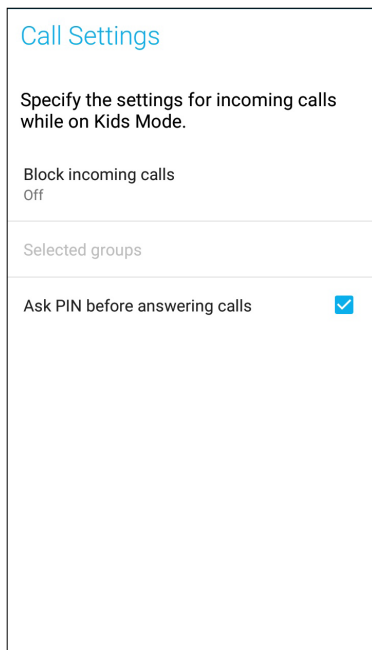 Call Settings
Specify the settings for incoming calls
while on Kids Mode.
Block incoming calls
Off
Selected groups
Ask PIN before answering calls